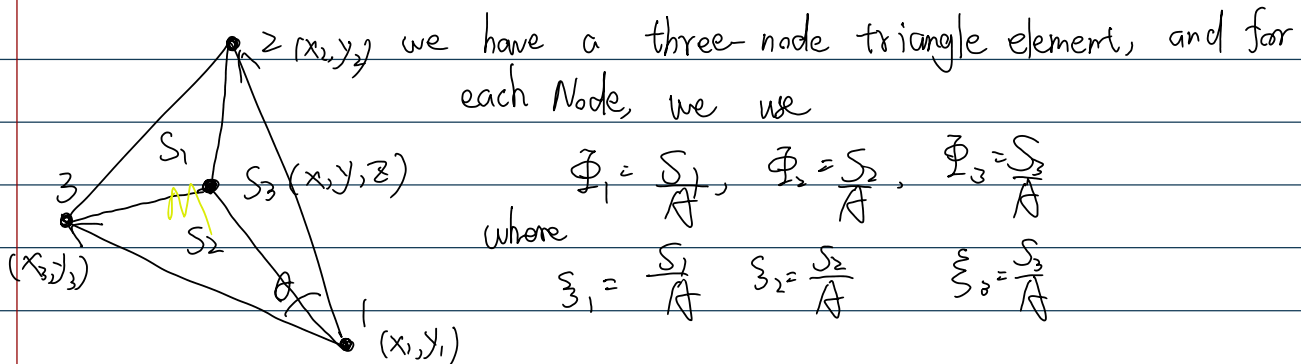 2 (x₂,y₂) we have a three-node triangle element, and for
each Node, we use
S₁
Φ₁ = S₁/A, Φ₂ = S₂/A, Φ₃ = S₃/A
3
S₃ (x,y,z)
S₂
where
(x₃,y₃)
ξ₁ = S₁/A ξ₂ = S₂/A ξ₃ = S₃/A
θ
1
(x₁,y₁)